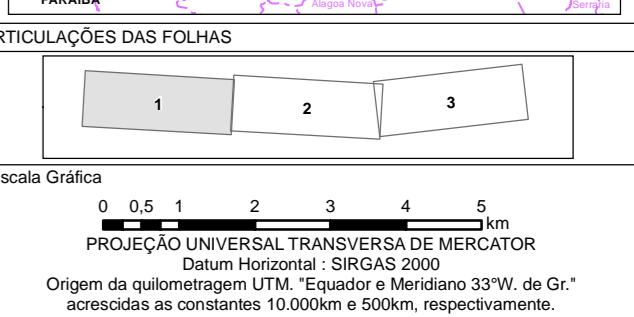 PARAÍBA
Alagoa Nova
Serraria
RTICULAÇÕES DAS FOLHAS
1
2
3
scala Gráfica
0 0,5 1 2 3 4 5
km
PROJEÇÃO UNIVERSAL TRANSVERSA DE MERCATOR
Datum Horizontal : SIRGAS 2000
Origem da quilometragem UTM. "Equador e Meridiano 33°W. de Gr."
acrescidas as constantes 10.000km e 500km, respectivamente.